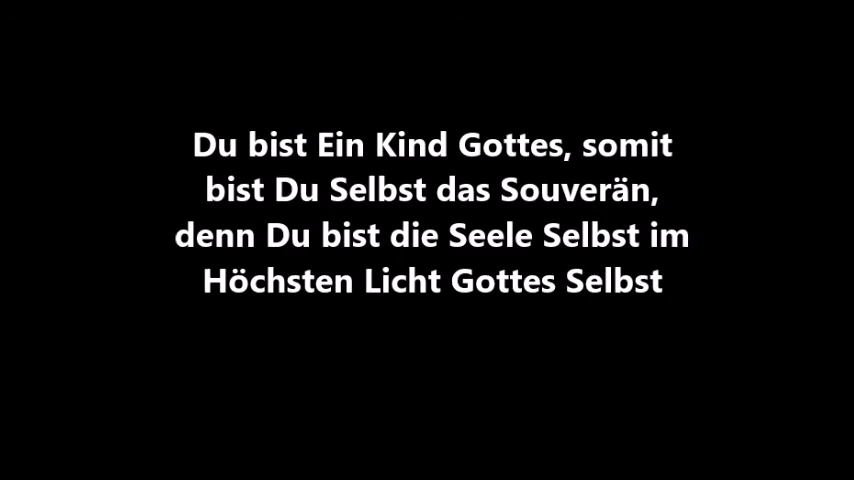 Du bist Ein Kind Gottes, somit
bist Du Selbst das Souverän,
denn Du bist die Seele Selbst im
Höchsten Licht Gottes Selbst